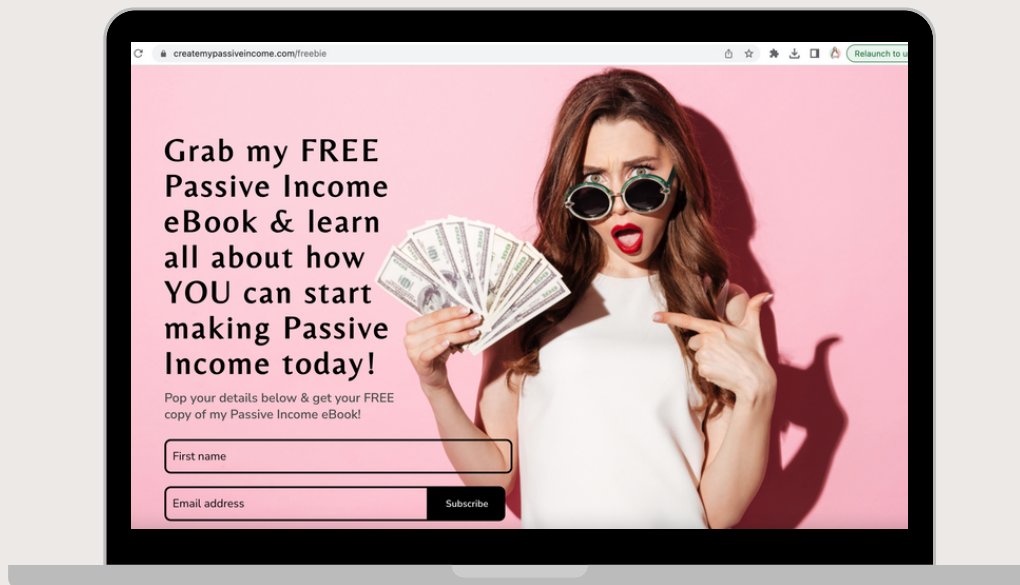 createmypassiveincome.com/freebie
Relaunch to u
Grab my FREE
Passive Income
eBook & learn
all about how
YOU can start
making Passive
Income today!
Pop your details below & get your FREE
copy of my Passive Income eBook!
First name
Email address
Subscribe